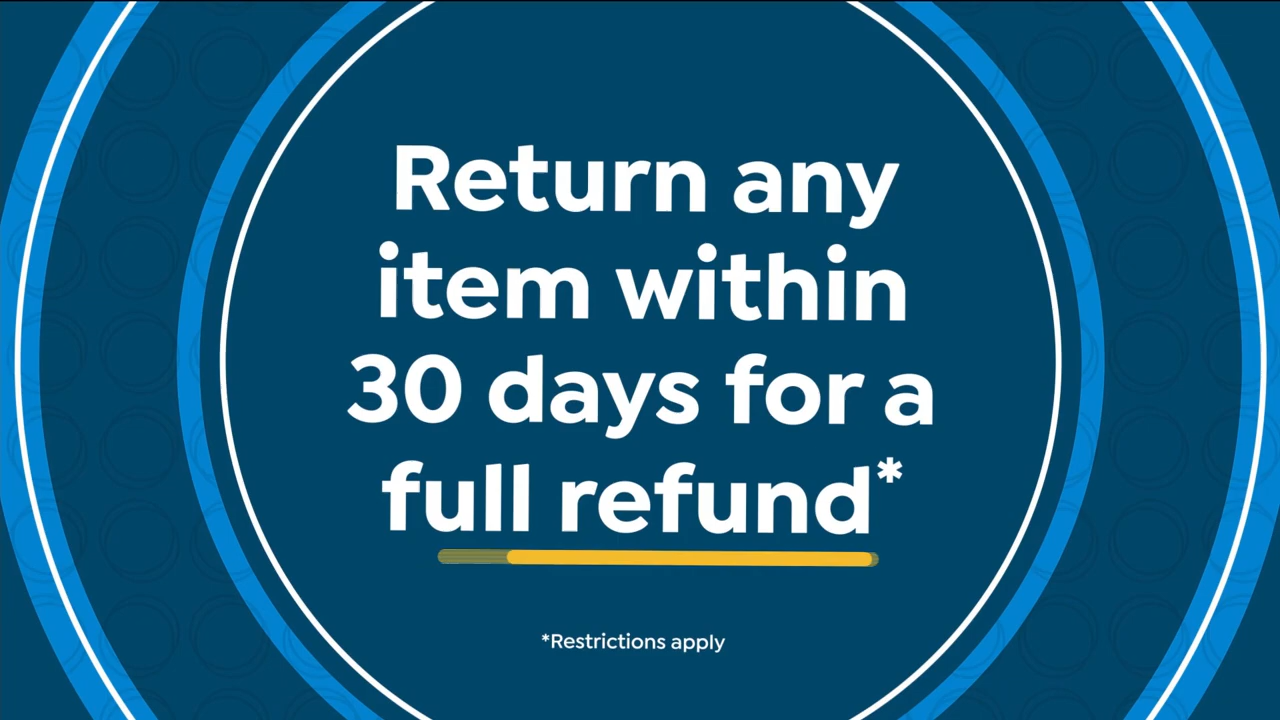 Return any
item within
30 days for a
full refund*
*Restrictions apply